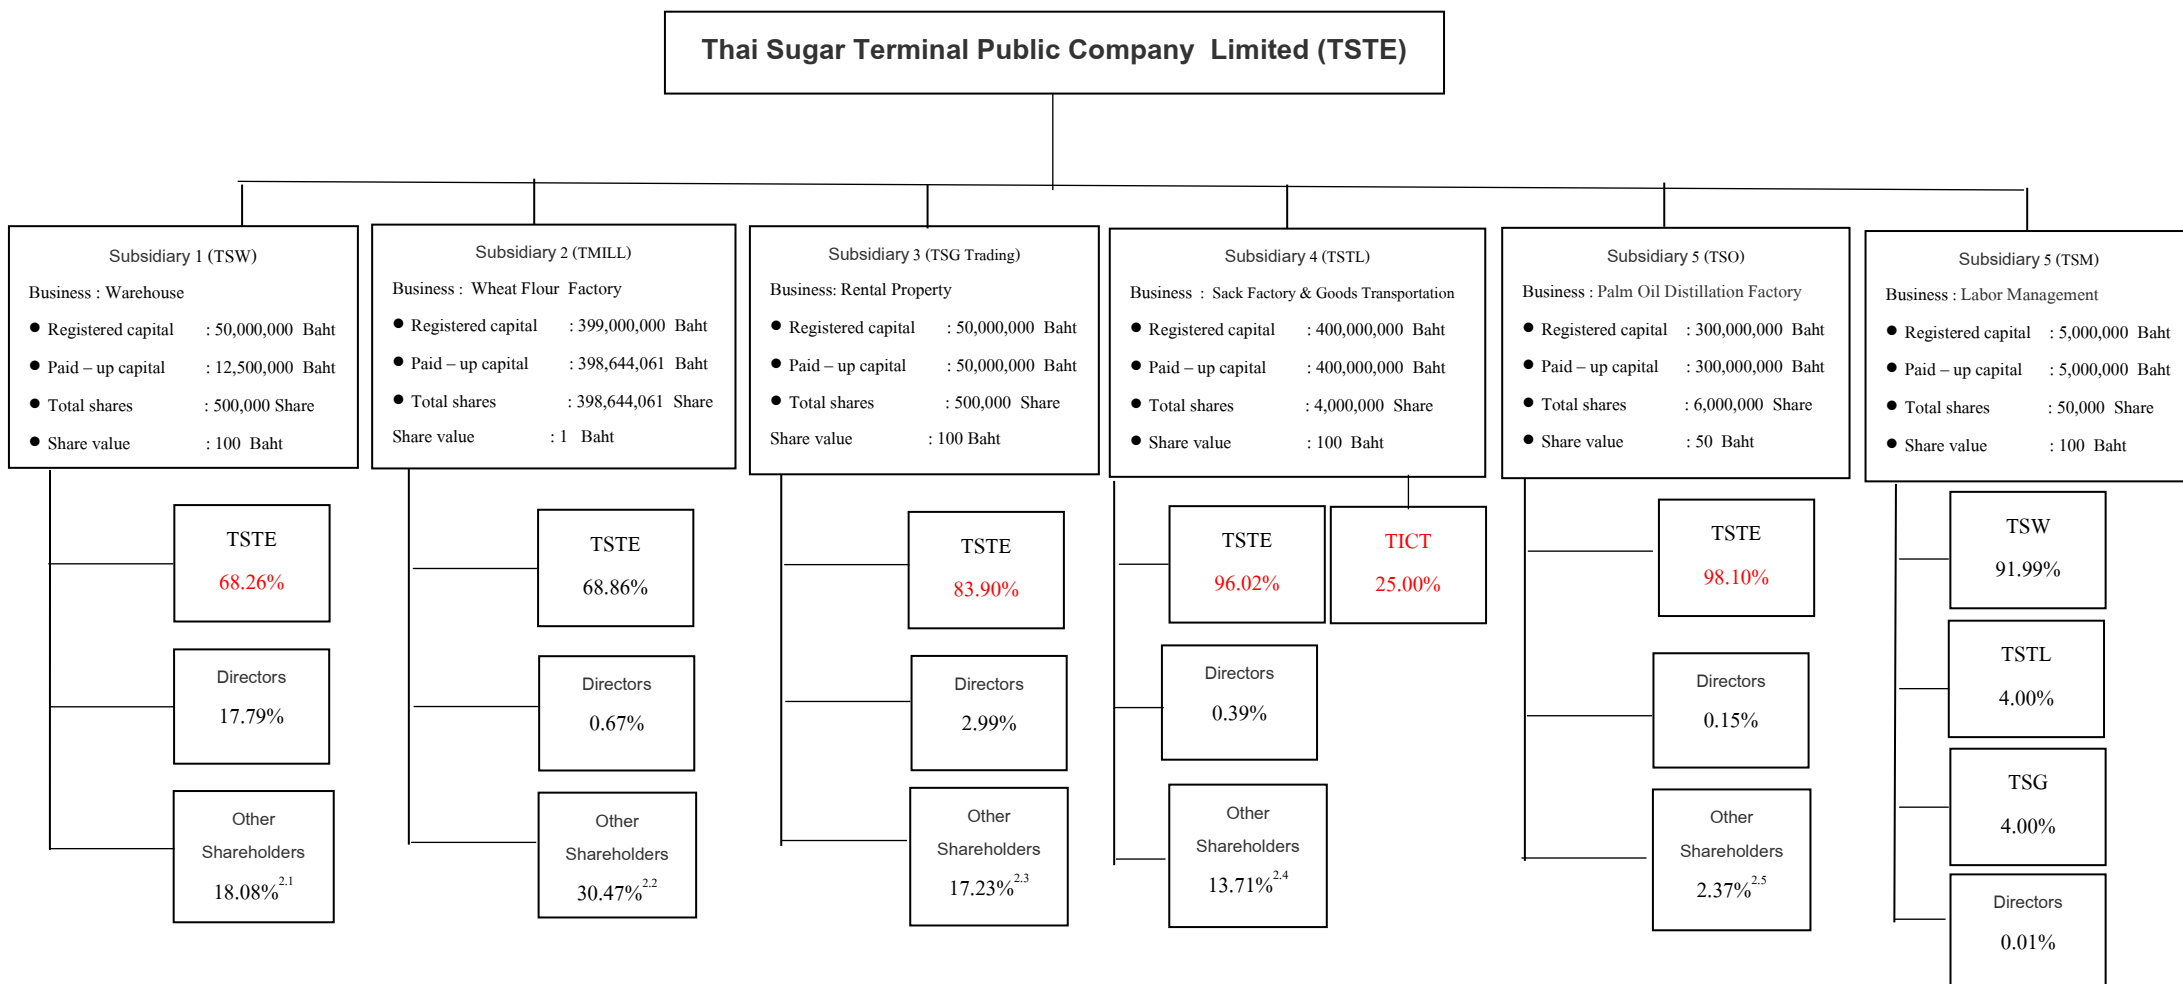 Thai Sugar Terminal Public Company Limited (TSTE)
Subsidiary 1 (TSW)
Business : Warehouse
● Registered capital : 50,000,000 Baht
● Paid – up capital : 12,500,000 Baht
● Total shares : 500,000 Share
● Share value : 100 Baht
TSTE
68.26%
Directors
17.79%
Other
Shareholders
18.08%2.1
Subsidiary 2 (TMILL)
Business : Wheat Flour Factory
● Registered capital : 399,000,000 Baht
● Paid – up capital : 398,644,061 Baht
● Total shares : 398,644,061 Share
Share value : 1 Baht
TSTE
68.86%
Directors
0.67%
Other
Shareholders
30.47%2.2
Subsidiary 3 (TSG Trading)
Business: Rental Property
● Registered capital : 50,000,000 Baht
● Paid – up capital : 50,000,000 Baht
● Total shares : 500,000 Share
Share value : 100 Baht
TSTE
83.90%
Directors
2.99%
Other
Shareholders
17.23%2.3
Subsidiary 4 (TSTL)
Business : Sack Factory & Goods Transportation
● Registered capital : 400,000,000 Baht
● Paid – up capital : 400,000,000 Baht
● Total shares : 4,000,000 Share
● Share value : 100 Baht
TSTE
96.02%
TICT
25.00%
Directors
0.39%
Other
Shareholders
13.71%2.4
Subsidiary 5 (TSO)
Business : Palm Oil Distillation Factory
● Registered capital : 300,000,000 Baht
● Paid – up capital : 300,000,000 Baht
● Total shares : 6,000,000 Share
● Share value : 50 Baht
TSTE
98.10%
Directors
0.15%
Other
Shareholders
2.37%2.5
Subsidiary 5 (TSM)
Business : Labor Management
● Registered capital : 5,000,000 Baht
● Paid – up capital : 5,000,000 Baht
● Total shares : 50,000 Share
● Share value : 100 Baht
TSW
91.99%
TSTL
4.00%
TSG
4.00%
Directors
0.01%